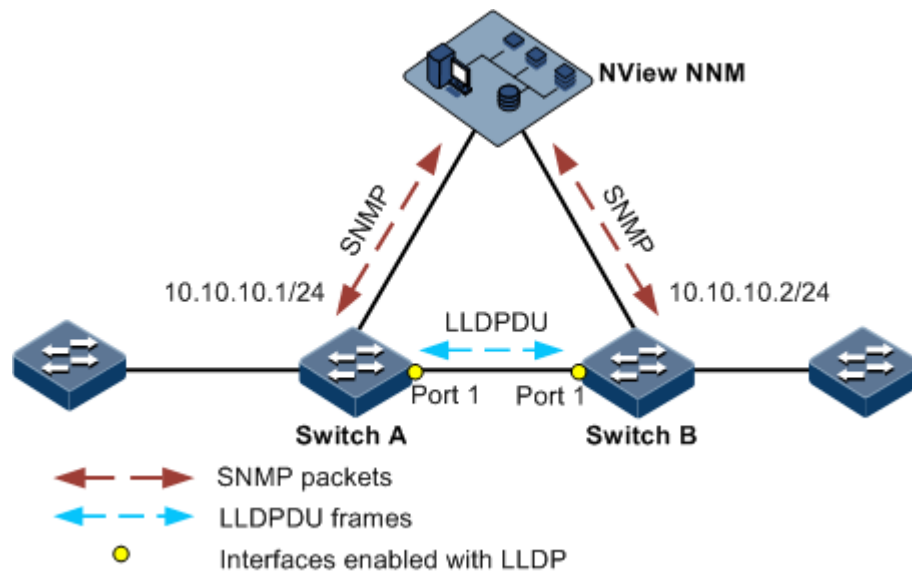 NView NNM
SNMP
SNMP
10.10.10.1/24
10.10.10.2/24
LLDPDU
Port 1
Port 1
Switch A
Switch B
SNMP packets
LLDPDU frames
Interfaces enabled with LLDP